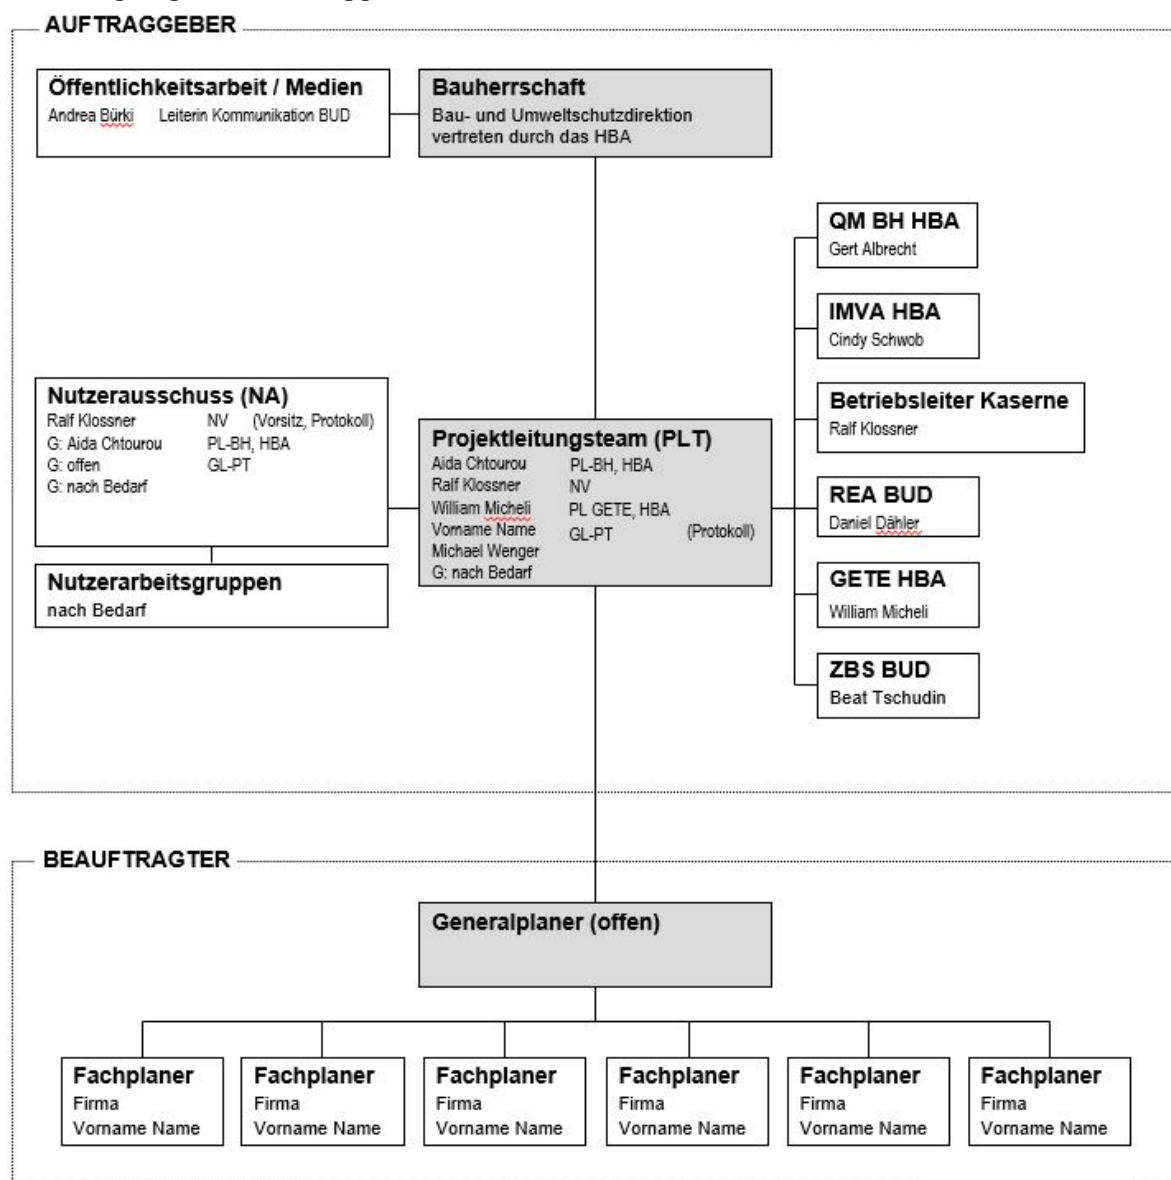 AUFTRAGGEBER
Öffentlichkeitsarbeit / Medien
Andrea Bürki Leiterin Kommunikation BUD
Bauherrschaft
Bau- und Umweltschutzdirektion
vertreten durch das HBA
QM BH HBA
Gert Albrecht
IMVA HBA
Cindy Schwob
Betriebsleiter Kaserne
Ralf Klossner
REA BUD
Daniel Dähler
GETE HBA
William Micheli
ZBS BUD
Beat Tschudin
Nutzerausschuss (NA)
Ralf Klossner NV (Vorsitz, Protokoll)
G: Aida Chtourou PL-BH, HBA
G: offen GL-PT
G: nach Bedarf
Nutzerarbeitsgruppen
nach Bedarf
Projektleitungsteam (PLT)
Aida Chtourou PL-BH, HBA
Ralf Klossner NV
William Micheli PL GETE, HBA
Vorname Name GL-PT (Protokoll)
Michael Wenger
G: nach Bedarf
BEAUFTRAGTER
Generalplaner (offen)
Fachplaner
Firma
Vorname Name
Fachplaner
Firma
Vorname Name
Fachplaner
Firma
Vorname Name
Fachplaner
Firma
Vorname Name
Fachplaner
Firma
Vorname Name
Fachplaner
Firma
Vorname Name